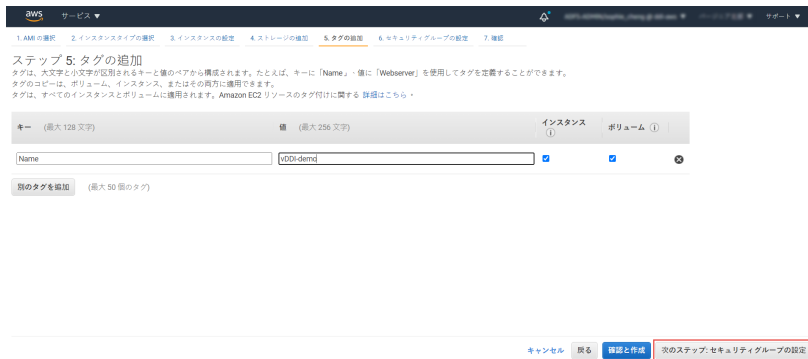 aws サービス サポート
1. AMI の選択 2. インスタンスタイプの選択 3. インスタンスの設定 4. ストレージの追加 5. タグの追加 6. セキュリティグループの設定 7. 確認
ステップ 5: タグの追加
タグは、大文字と小文字が区別されるキーと値のペアから構成されます。たとえば、キーに「Name」、値に「Webserver」を使用してタグを定義することができます。
タグのコピーは、ボリューム、インスタンス、またはその両方に適用できます。
タグは、すべてのインスタンスとボリュームに適用されます。Amazon EC2 リソースのタグ付けに関する 詳細はこちら。
キー (最大 128 文字) 値 (最大 256 文字) インスタンス ボリューム
Name vDDI-demo
別のタグを追加 (最大 50 個のタグ)
キャンセル 戻る 確認と作成 次のステップ: セキュリティグループの設定